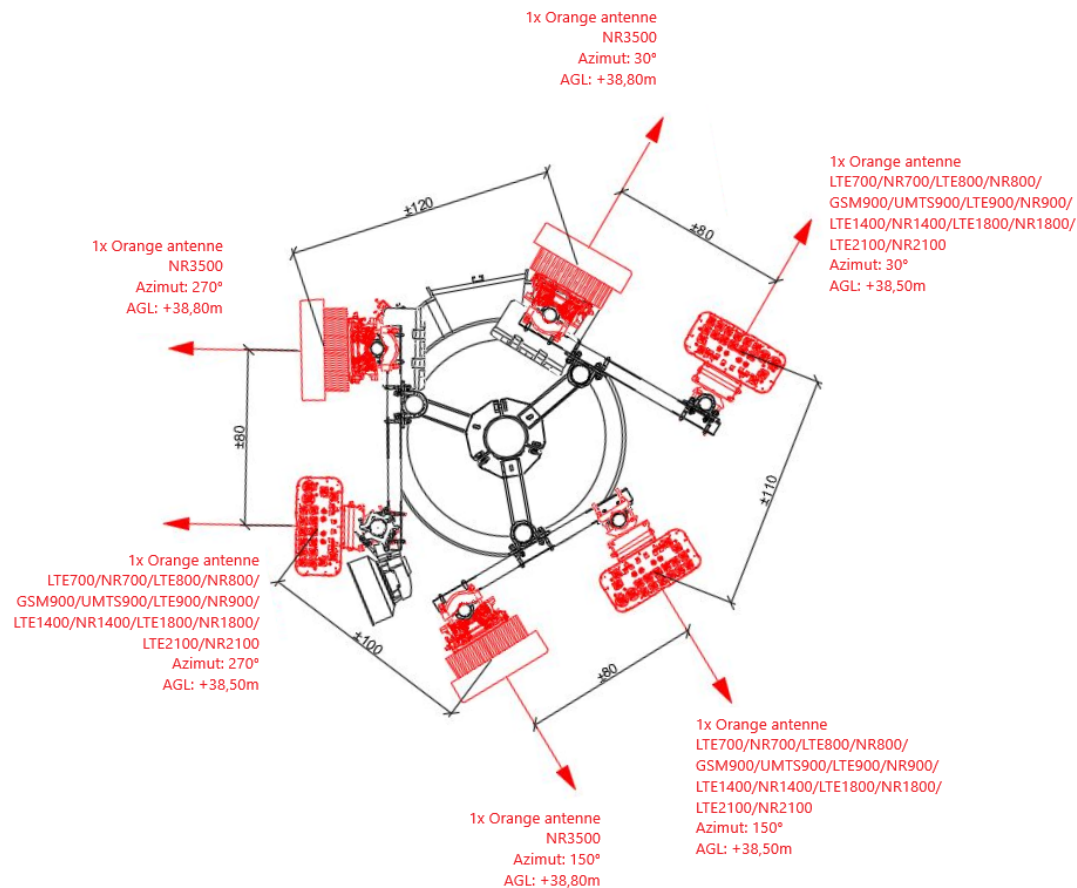 1x Orange antenne
NR3500
Azimut: 30°
AGL: +38,80m
1x Orange antenne
LTE700/NR700/LTE800/NR800/
GSM900/UMTS900/LTE900/NR900/
LTE1400/NR1400/LTE1800/NR1800/
LTE2100/NR2100
Azimut: 30°
AGL: +38,50m
±120
±80
1x Orange antenne
NR3500
Azimut: 270°
AGL: +38,80m
±80
±110
1x Orange antenne
LTE700/NR700/LTE800/NR800/
GSM900/UMTS900/LTE900/NR900/
LTE1400/NR1400/LTE1800/NR1800/
LTE2100/NR2100
Azimut: 270°
AGL: +38,50m
±100
±80
1x Orange antenne
LTE700/NR700/LTE800/NR800/
GSM900/UMTS900/LTE900/NR900/
LTE1400/NR1400/LTE1800/NR1800/
LTE2100/NR2100
Azimut: 150°
AGL: +38,50m
1x Orange antenne
NR3500
Azimut: 150°
AGL: +38,80m